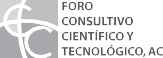 FORO
CONSULTIVO
CIENTÍFICO Y
TECNOLÓGICO, AC